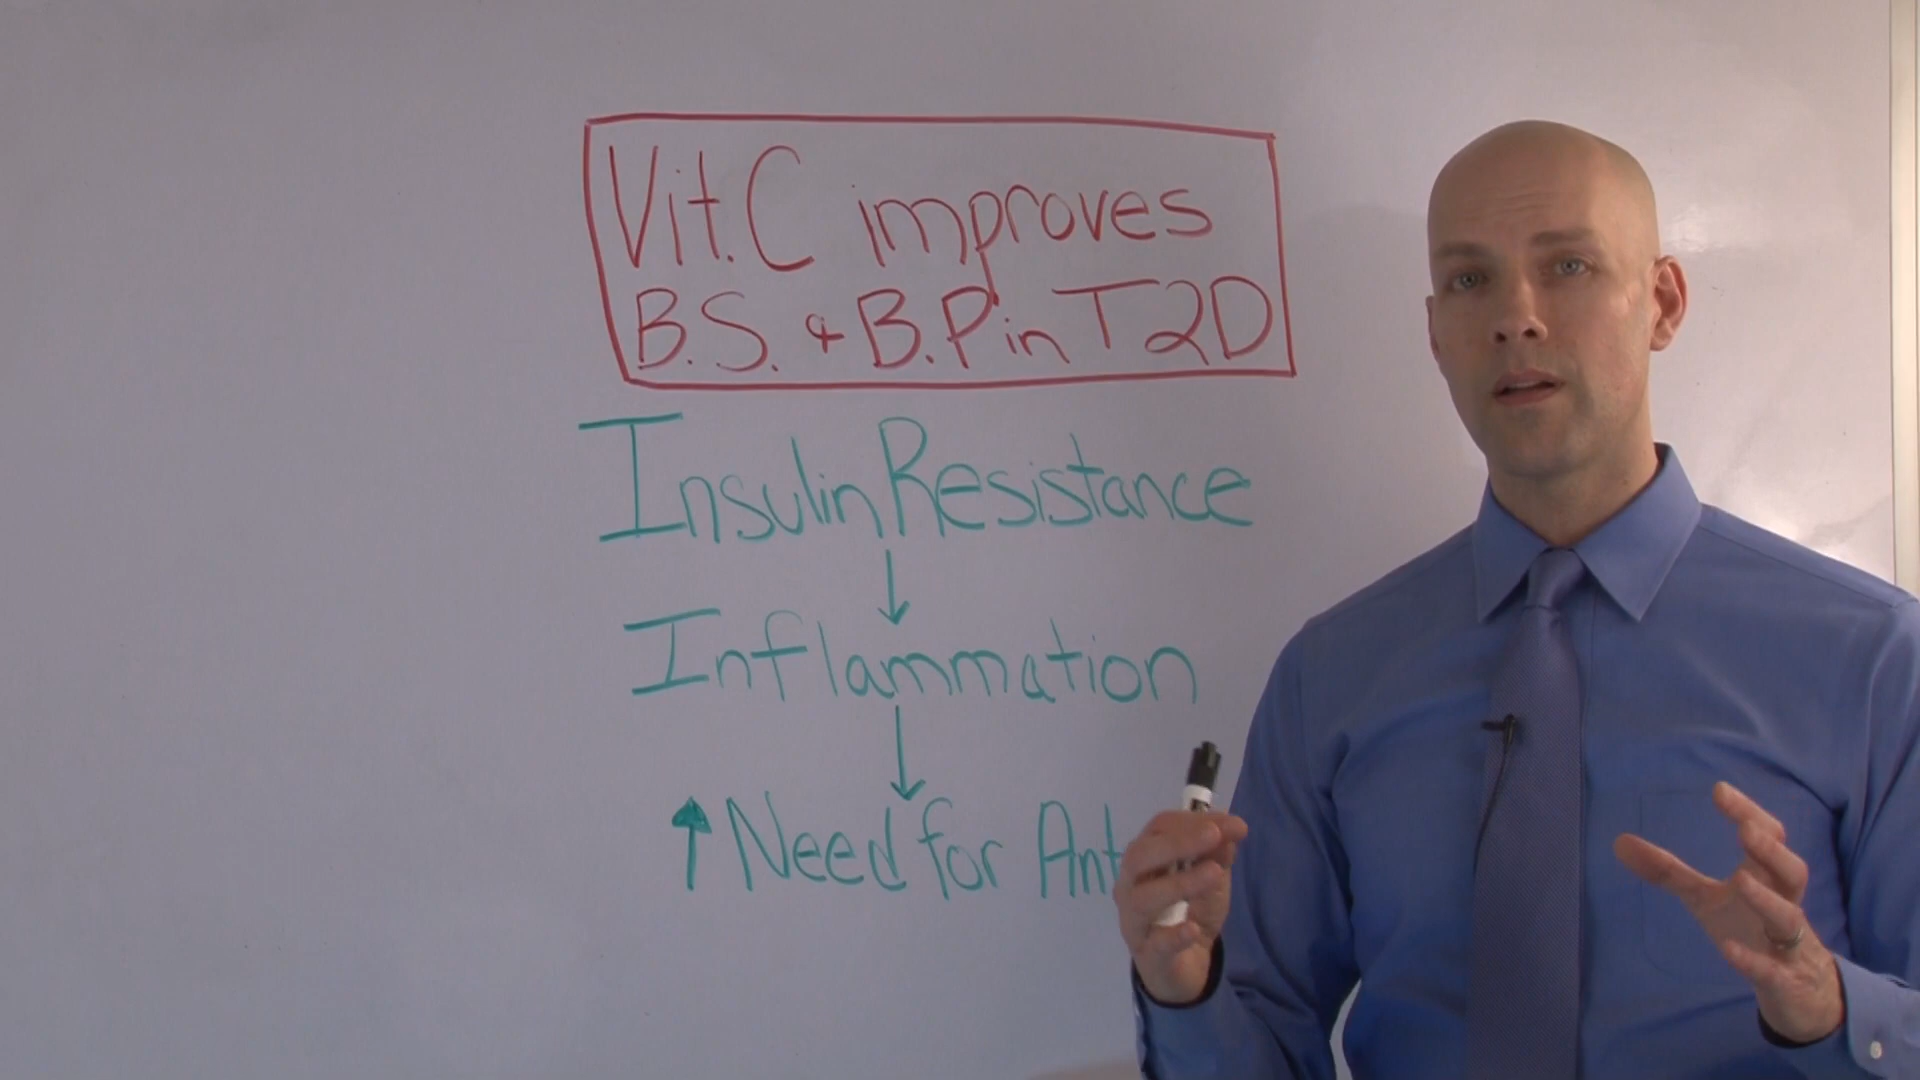 Vit. C improves
B.S. & B.P in T2D
Insulin Resistance
Inflammation
↑ Need for